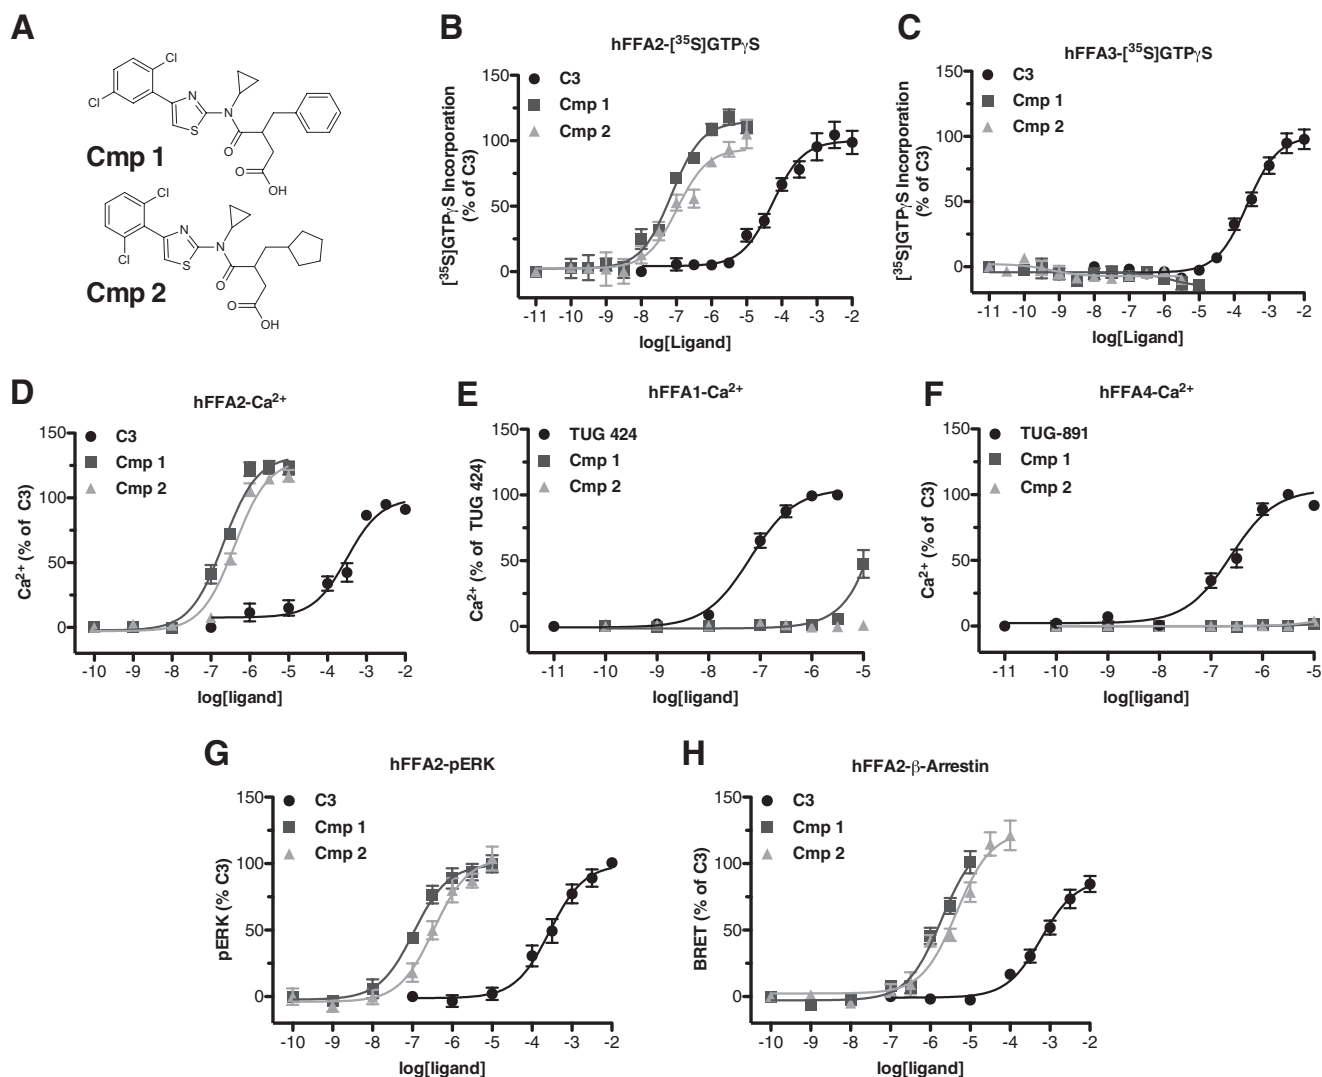 A
Cl
Cl
N
S
N
O
O
OH
Cmp 1
Cl
Cl
N
S
N
O
O
OH
Cmp 2
B
hFFA2-[³⁵S]GTPγS
C3
Cmp 1
Cmp 2
[³⁵S]GTPγS Incorporation
(% of C3)
150
100
50
0
-11 -10 -9 -8 -7 -6 -5 -4 -3 -2
log[Ligand]
C
hFFA3-[³⁵S]GTPγS
C3
Cmp 1
Cmp 2
[³⁵S]GTPγS Incorporation
(% of C3)
150
100
50
0
-11 -10 -9 -8 -7 -6 -5 -4 -3 -2
log[Ligand]
D
hFFA2-Ca²⁺
C3
Cmp 1
Cmp 2
Ca²⁺ (% of C3)
150
100
50
0
-10 -9 -8 -7 -6 -5 -4 -3 -2
log[ligand]
E
hFFA1-Ca²⁺
TUG 424
Cmp 1
Cmp 2
Ca²⁺ (% of TUG 424)
150
100
50
0
-11 -10 -9 -8 -7 -6 -5
log[ligand]
F
hFFA4-Ca²⁺
TUG-891
Cmp 1
Cmp 2
Ca²⁺ (% of C3)
150
100
50
0
-11 -10 -9 -8 -7 -6 -5
log[ligand]
G
hFFA2-pERK
C3
Cmp 1
Cmp 2
pERK (% C3)
150
100
50
0
-10 -9 -8 -7 -6 -5 -4 -3 -2
log[ligand]
H
hFFA2-β-Arrestin
C3
Cmp 1
Cmp 2
BRET (% of C3)
150
100
50
0
-10 -9 -8 -7 -6 -5 -4 -3 -2
log[ligand]